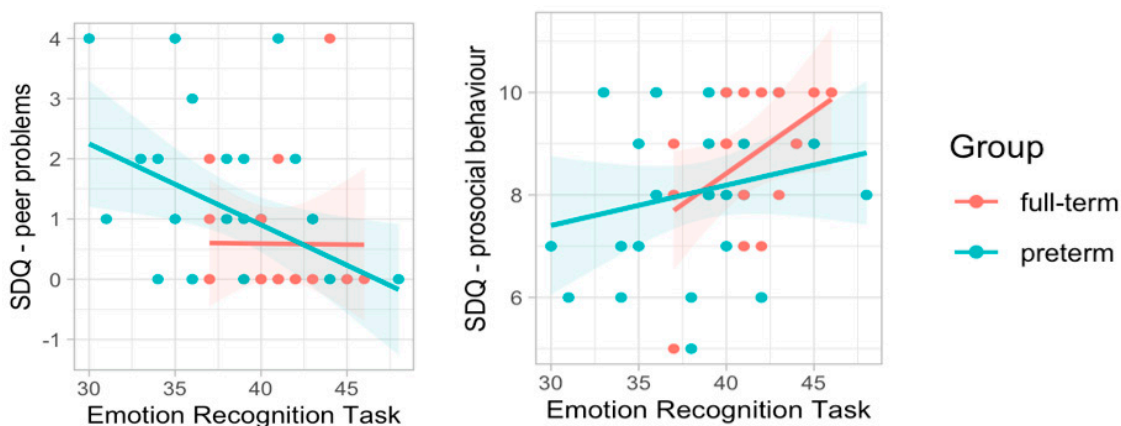 SDQ - peer problems
4
3
2
1
0
-1
30 35 40 45
Emotion Recognition Task
SDQ - prosocial behaviour
10
8
6
30 35 40 45
Emotion Recognition Task
Group
full-term
preterm